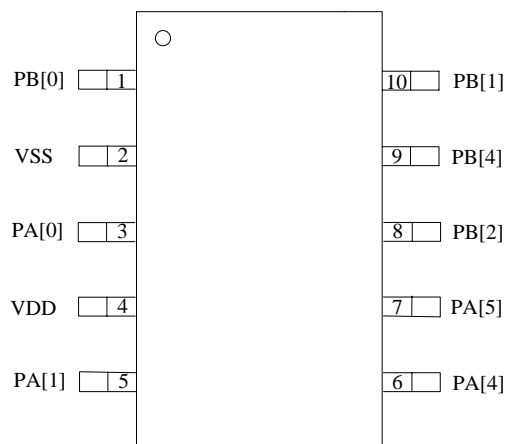 PB[0] 1 10 PB[1]
VSS 2 9 PB[4]
PA[0] 3 8 PB[2]
VDD 4 7 PA[5]
PA[1] 5 6 PA[4]